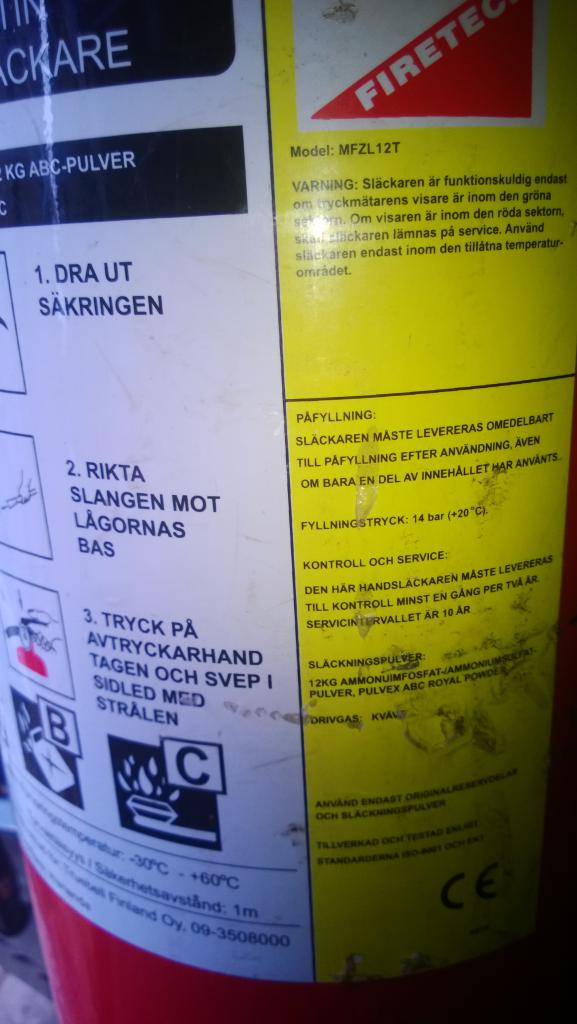 ACKARE
KG ABC-PULVER
C
1. DRA UT
SÄKRINGEN
2. RIKTA
SLANGEN MOT
LÅGORNAS
BAS
3. TRYCK PÅ
AVTRYCKARHAND
TAGEN OCH SVEP I
SIDLED MED
STRÅLEN
B
C
-30°C - +60°C
/ Säkerhetsavstånd: 1m
Finland Oy, 09-3508000
FIRETEC
Model: MFZL12T
VARNING: Släckaren är funktionskuldig endast
om tryckmätarens visare är inom den gröna
sektorn. Om visaren är inom den röda sektorn,
skall släckaren lämnas på service. Använd
släckaren endast inom den tillåtna temperatur-
området.
PÅFYLLNING:
SLÄCKAREN MÅSTE LEVERERAS OMEDELBART
TILL PÅFYLLNING EFTER ANVÄNDNING, ÄVEN
OM BARA EN DEL AV INNEHÅLLET HAR ANVÄNTS.
FYLLNINGSTRYCK: 14 bar (+20°C).
KONTROLL OCH SERVICE:
DEN HÄR HANDSLÄCKAREN MÅSTE LEVERERAS
TILL KONTROLL MINST EN GÅNG PER TVÅ ÅR.
SERVICINTERVALLET ÄR 10 ÅR
SLÄCKNINGSPULVER:
12KG AMMONUIMFOSFAT-/AMMONIUMSULFAT-
PULVER, PULVEX ABC ROYAL POWDER
DRIVGAS: KVÄVE
ANVÄND ENDAST ORIGINALRESERVDELAR
OCH SLÄCKNINGSPULVER
TILLVERKAD OCH TESTAD ENLIGT
STANDARDERNA ISO-9001 OCH EN3
CE